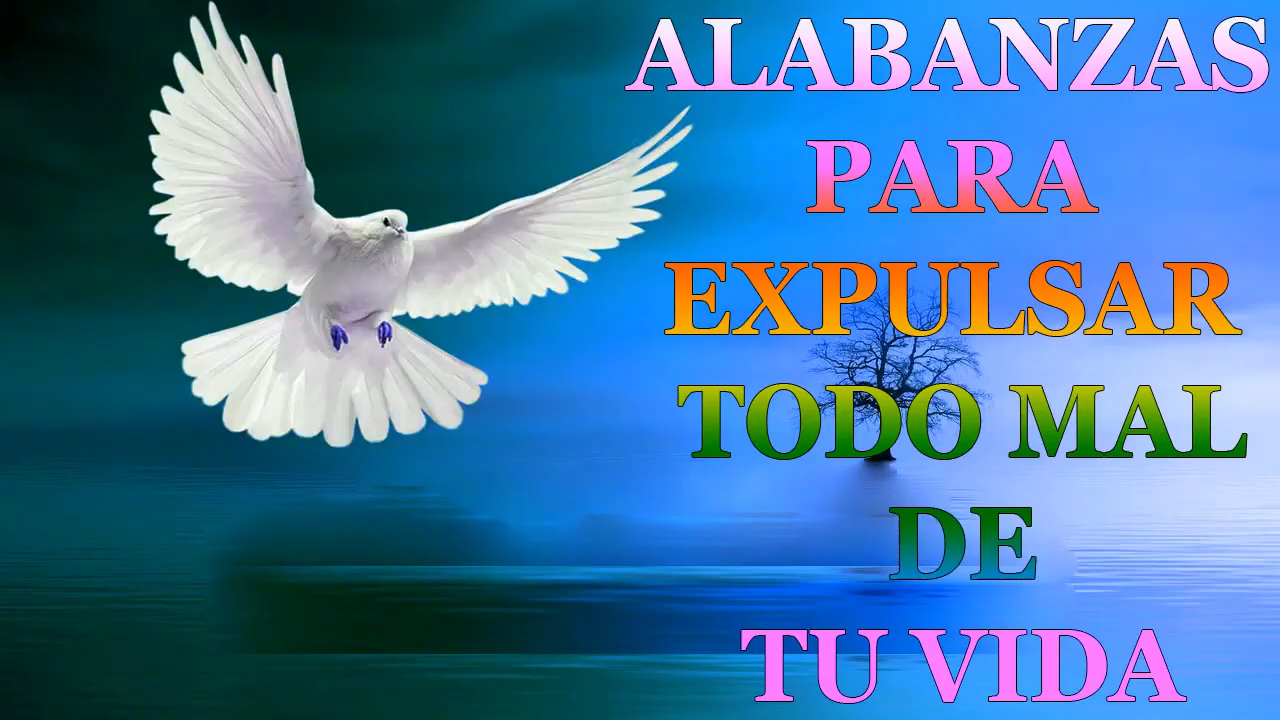 ALABANZAS
PARA
EXPULSAR
TODO MAL
DE
TU VIDA